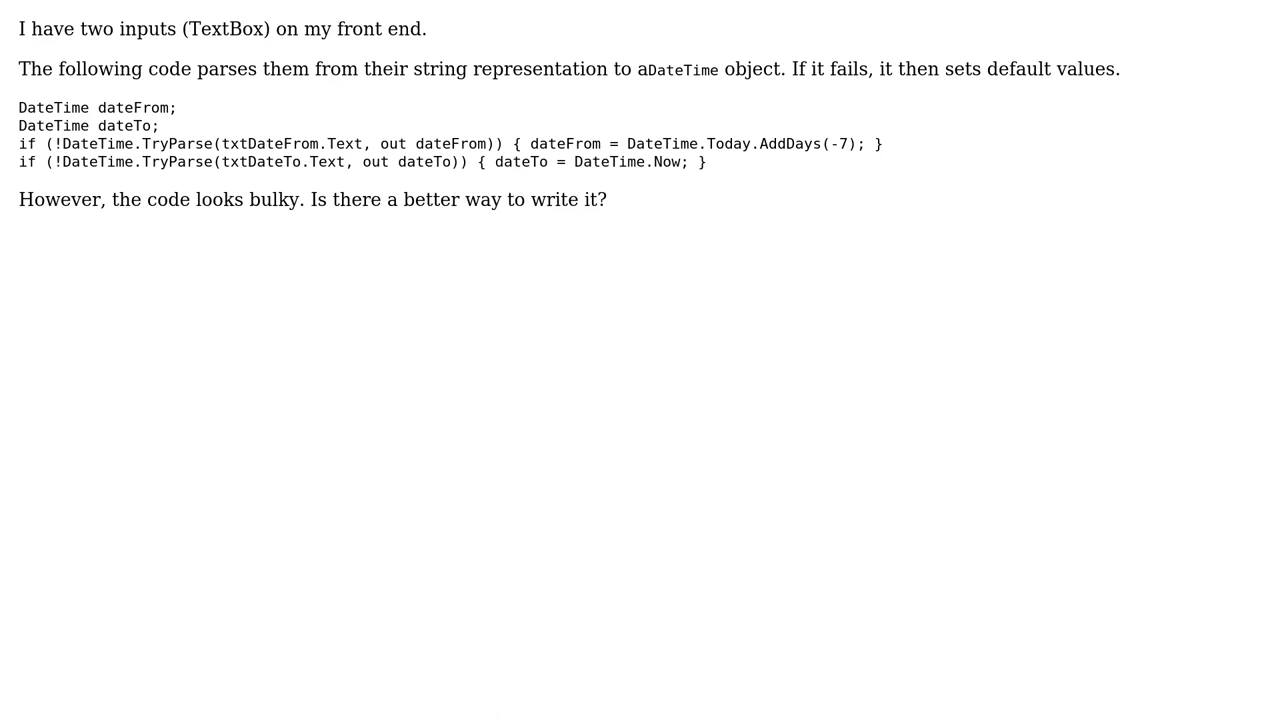 I have two inputs (TextBox) on my front end.
The following code parses them from their string representation to aDateTime object. If it fails, it then sets default values.
DateTime dateFrom;
DateTime dateTo;
if (!DateTime.TryParse(txtDateFrom.Text, out dateFrom)) { dateFrom = DateTime.Today.AddDays(-7); }
if (!DateTime.TryParse(txtDateTo.Text, out dateTo)) { dateTo = DateTime.Now; }
However, the code looks bulky. Is there a better way to write it?